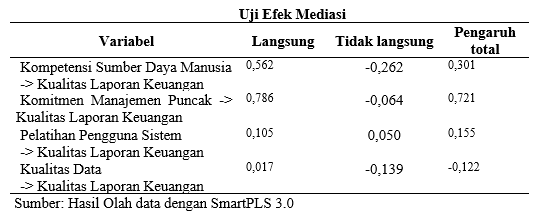 Uji Efek Mediasi
Variabel Langsung Tidak langsung Pengaruh total
Kompetensi Sumber Daya Manusia 0,562 -0,262 0,301
-> Kualitas Laporan Keuangan
Komitmen Manajemen Puncak -> 0,786 -0,064 0,721
Kualitas Laporan Keuangan
Pelatihan Pengguna Sistem 0,105 0,050 0,155
-> Kualitas Laporan Keuangan
Kualitas Data 0,017 -0,139 -0,122
-> Kualitas Laporan Keuangan
Sumber: Hasil Olah data dengan SmartPLS 3.0